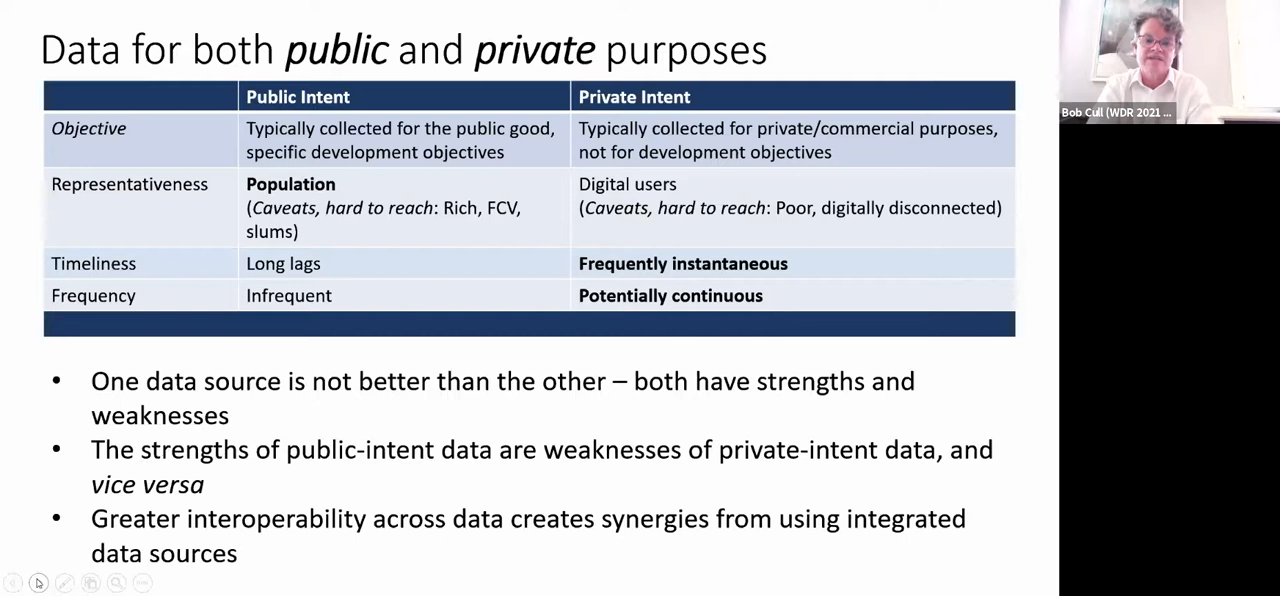 Data for both public and private purposes
Public Intent
Private Intent
Objective
Typically collected for the public good,
specific development objectives
Typically collected for private/commercial purposes,
not for development objectives
Representativeness
Population
(Caveats, hard to reach: Rich, FCV,
slums)
Digital users
(Caveats, hard to reach: Poor, digitally disconnected)
Timeliness
Long lags
Frequently instantaneous
Frequency
Infrequent
Potentially continuous
• One data source is not better than the other – both have strengths and
weaknesses
• The strengths of public-intent data are weaknesses of private-intent data, and
vice versa
• Greater interoperability across data creates synergies from using integrated
data sources
Bob Cull (WDR 2021 ...